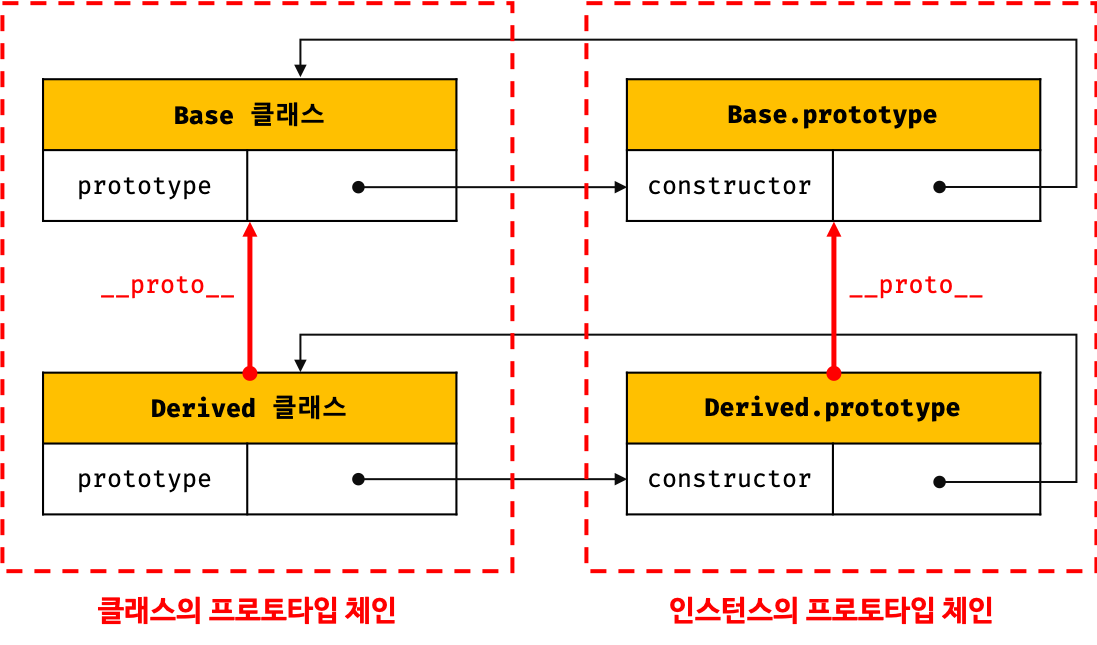 Base 클래스
Base.prototype
prototype
constructor
__proto__
__proto__
Derived 클래스
Derived.prototype
prototype
constructor
클래스의 프로토타입 체인
인스턴스의 프로토타입 체인